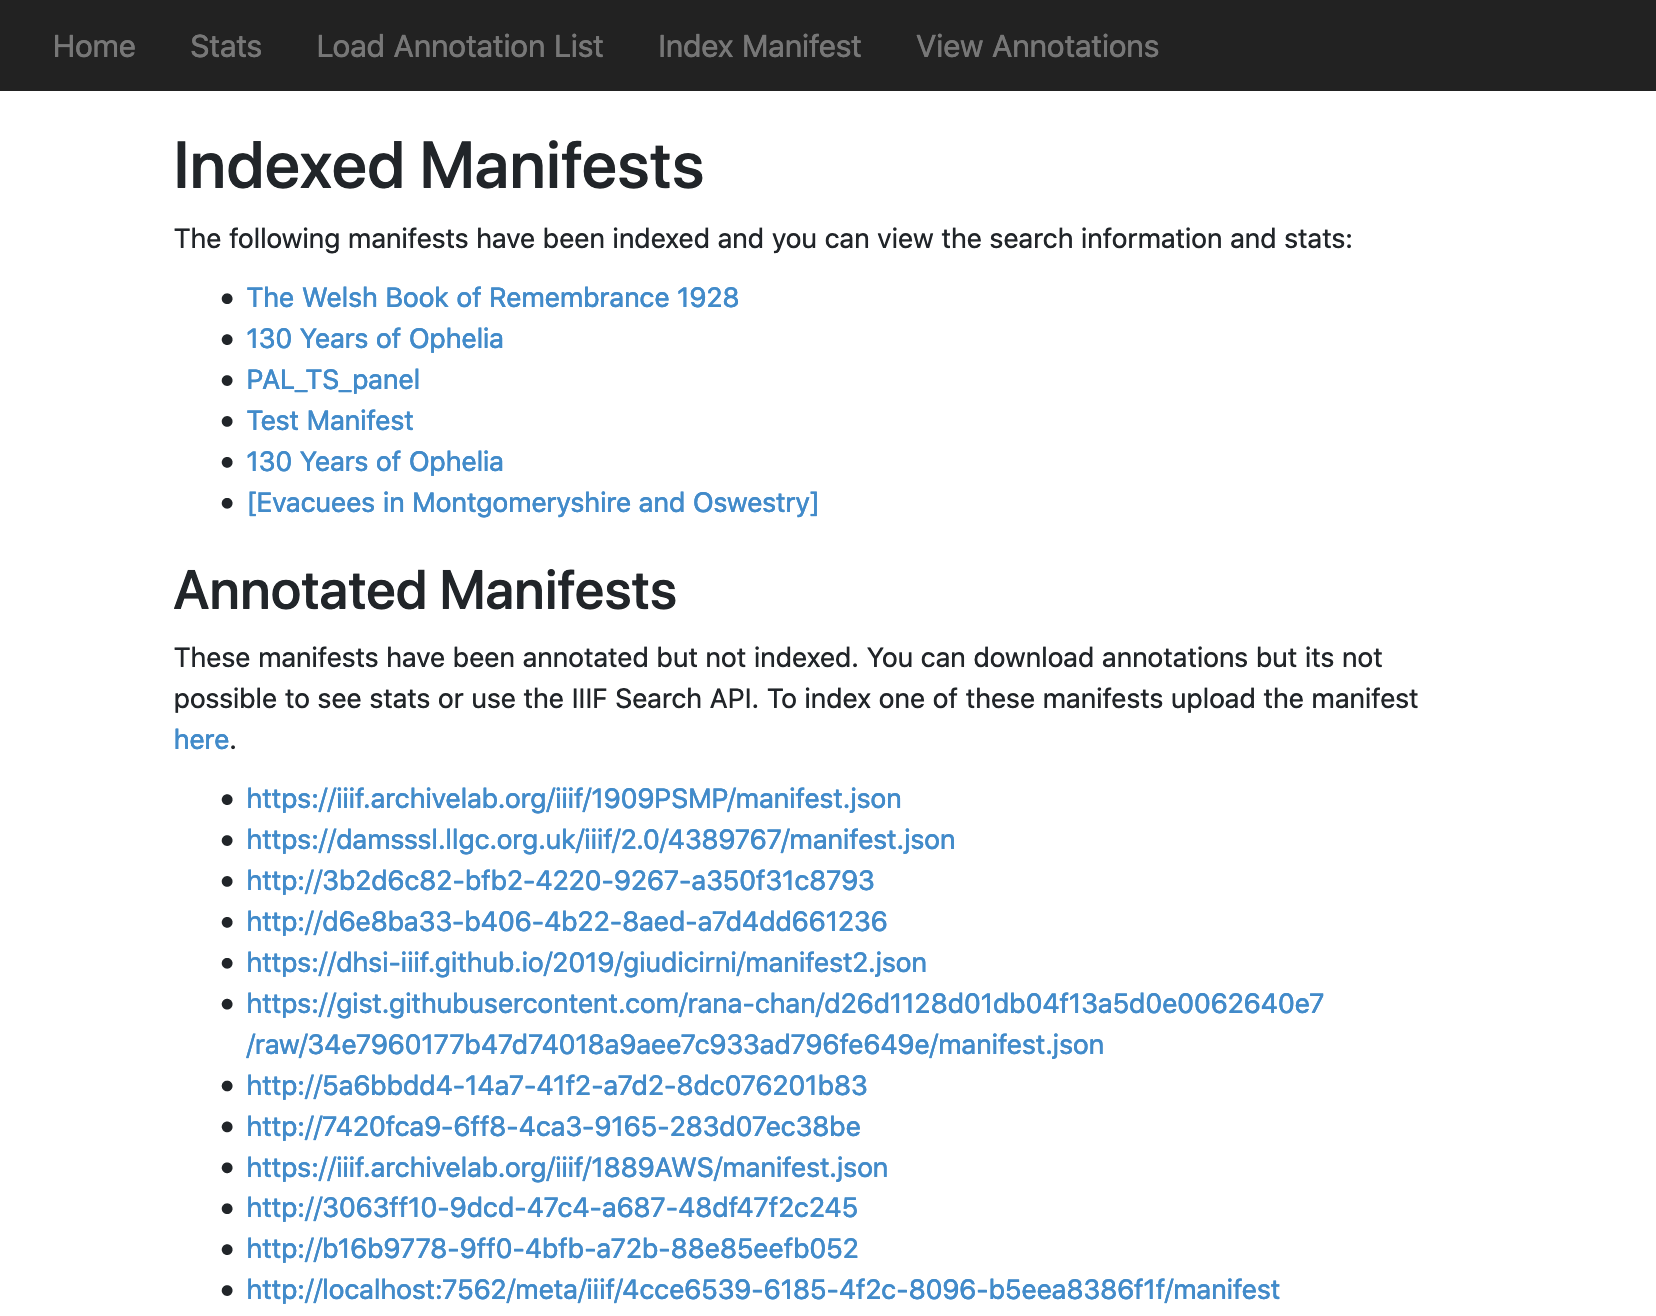 Home Stats Load Annotation List Index Manifest View Annotations
Indexed Manifests
The following manifests have been indexed and you can view the search information and stats:
The Welsh Book of Remembrance 1928
130 Years of Ophelia
PAL_TS_panel
Test Manifest
130 Years of Ophelia
[Evacuees in Montgomeryshire and Oswestry]
Annotated Manifests
These manifests have been annotated but not indexed. You can download annotations but its not
possible to see stats or use the IIIF Search API. To index one of these manifests upload the manifest
here.
https://iiif.archivelab.org/iiif/1909PSMP/manifest.json
https://damsssl.llgc.org.uk/iiif/2.0/4389767/manifest.json
http://3b2d6c82-bfb2-4220-9267-a350f31c8793
http://d6e8ba33-b406-4b22-8aed-a7d4dd661236
https://dhsi-iiif.github.io/2019/giudicirni/manifest2.json
https://gist.githubusercontent.com/rana-chan/d26d1128d01db04f13a5d0e0062640e7
/raw/34e7960177b47d74018a9aee7c933ad796fe649e/manifest.json
http://5a6bbdd4-14a7-41f2-a7d2-8dc076201b83
http://7420fca9-6ff8-4ca3-9165-283d07ec38be
https://iiif.archivelab.org/iiif/1889AWS/manifest.json
http://3063ff10-9dcd-47c4-a687-48df47f2c245
http://b16b9778-9ff0-4bfb-a72b-88e85eefb052
http://localhost:7562/meta/iiif/4cce6539-6185-4f2c-8096-b5eea8386f1f/manifest